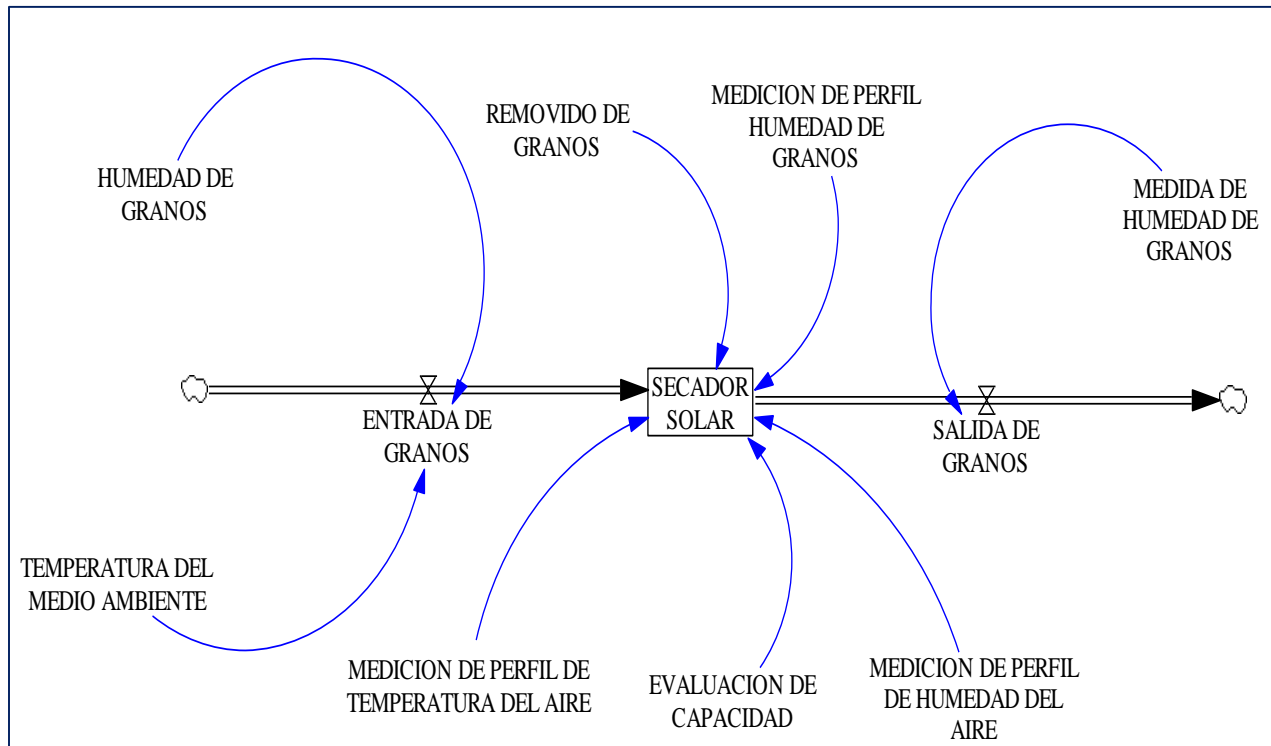 HUMEDAD DE
GRANOS
REMOVIDO DE
GRANOS
MEDICION DE PERFIL
HUMEDAD DE
GRANOS
MEDIDA DE
HUMEDAD DE
GRANOS
SECADOR
SOLAR
ENTRADA DE
GRANOS
SALIDA DE
GRANOS
TEMPERATURA DEL
MEDIO AMBIENTE
MEDICION DE PERFIL DE
TEMPERATURA DEL AIRE
EVALUACION DE
CAPACIDAD
MEDICION DE PERFIL
DE HUMEDAD DEL
AIRE